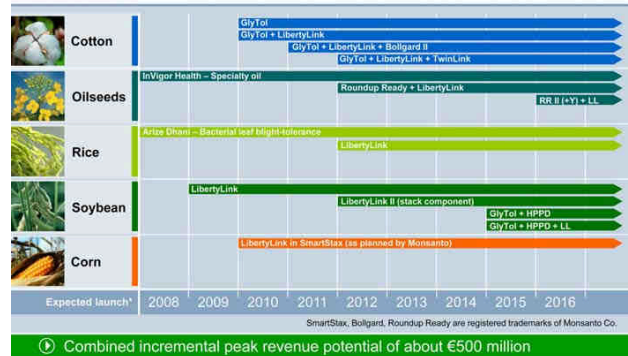 Cotton
GlyTol
GlyTol + LibertyLink
GlyTol + LibertyLink + Bollgard II
GlyTol + LibertyLink + TwinLink
Oilseeds
InVigor Health – Specialty oil
Roundup Ready + LibertyLink
RR II (+Y) + LL
Rice
Arize Dhani – Bacterial leaf blight-tolerance
LibertyLink
Soybean
LibertyLink
LibertyLink II (stack component)
GlyTol + HPPD
GlyTol + HPPD + LL
Corn
LibertyLink in SmartStax (as planned by Monsanto)
Expected launch* 2008 2009 2010 2011 2012 2013 2014 2015 2016
SmartStax, Bollgard, Roundup Ready are registered trademarks of Monsanto Co.
Combined incremental peak revenue potential of about €500 million